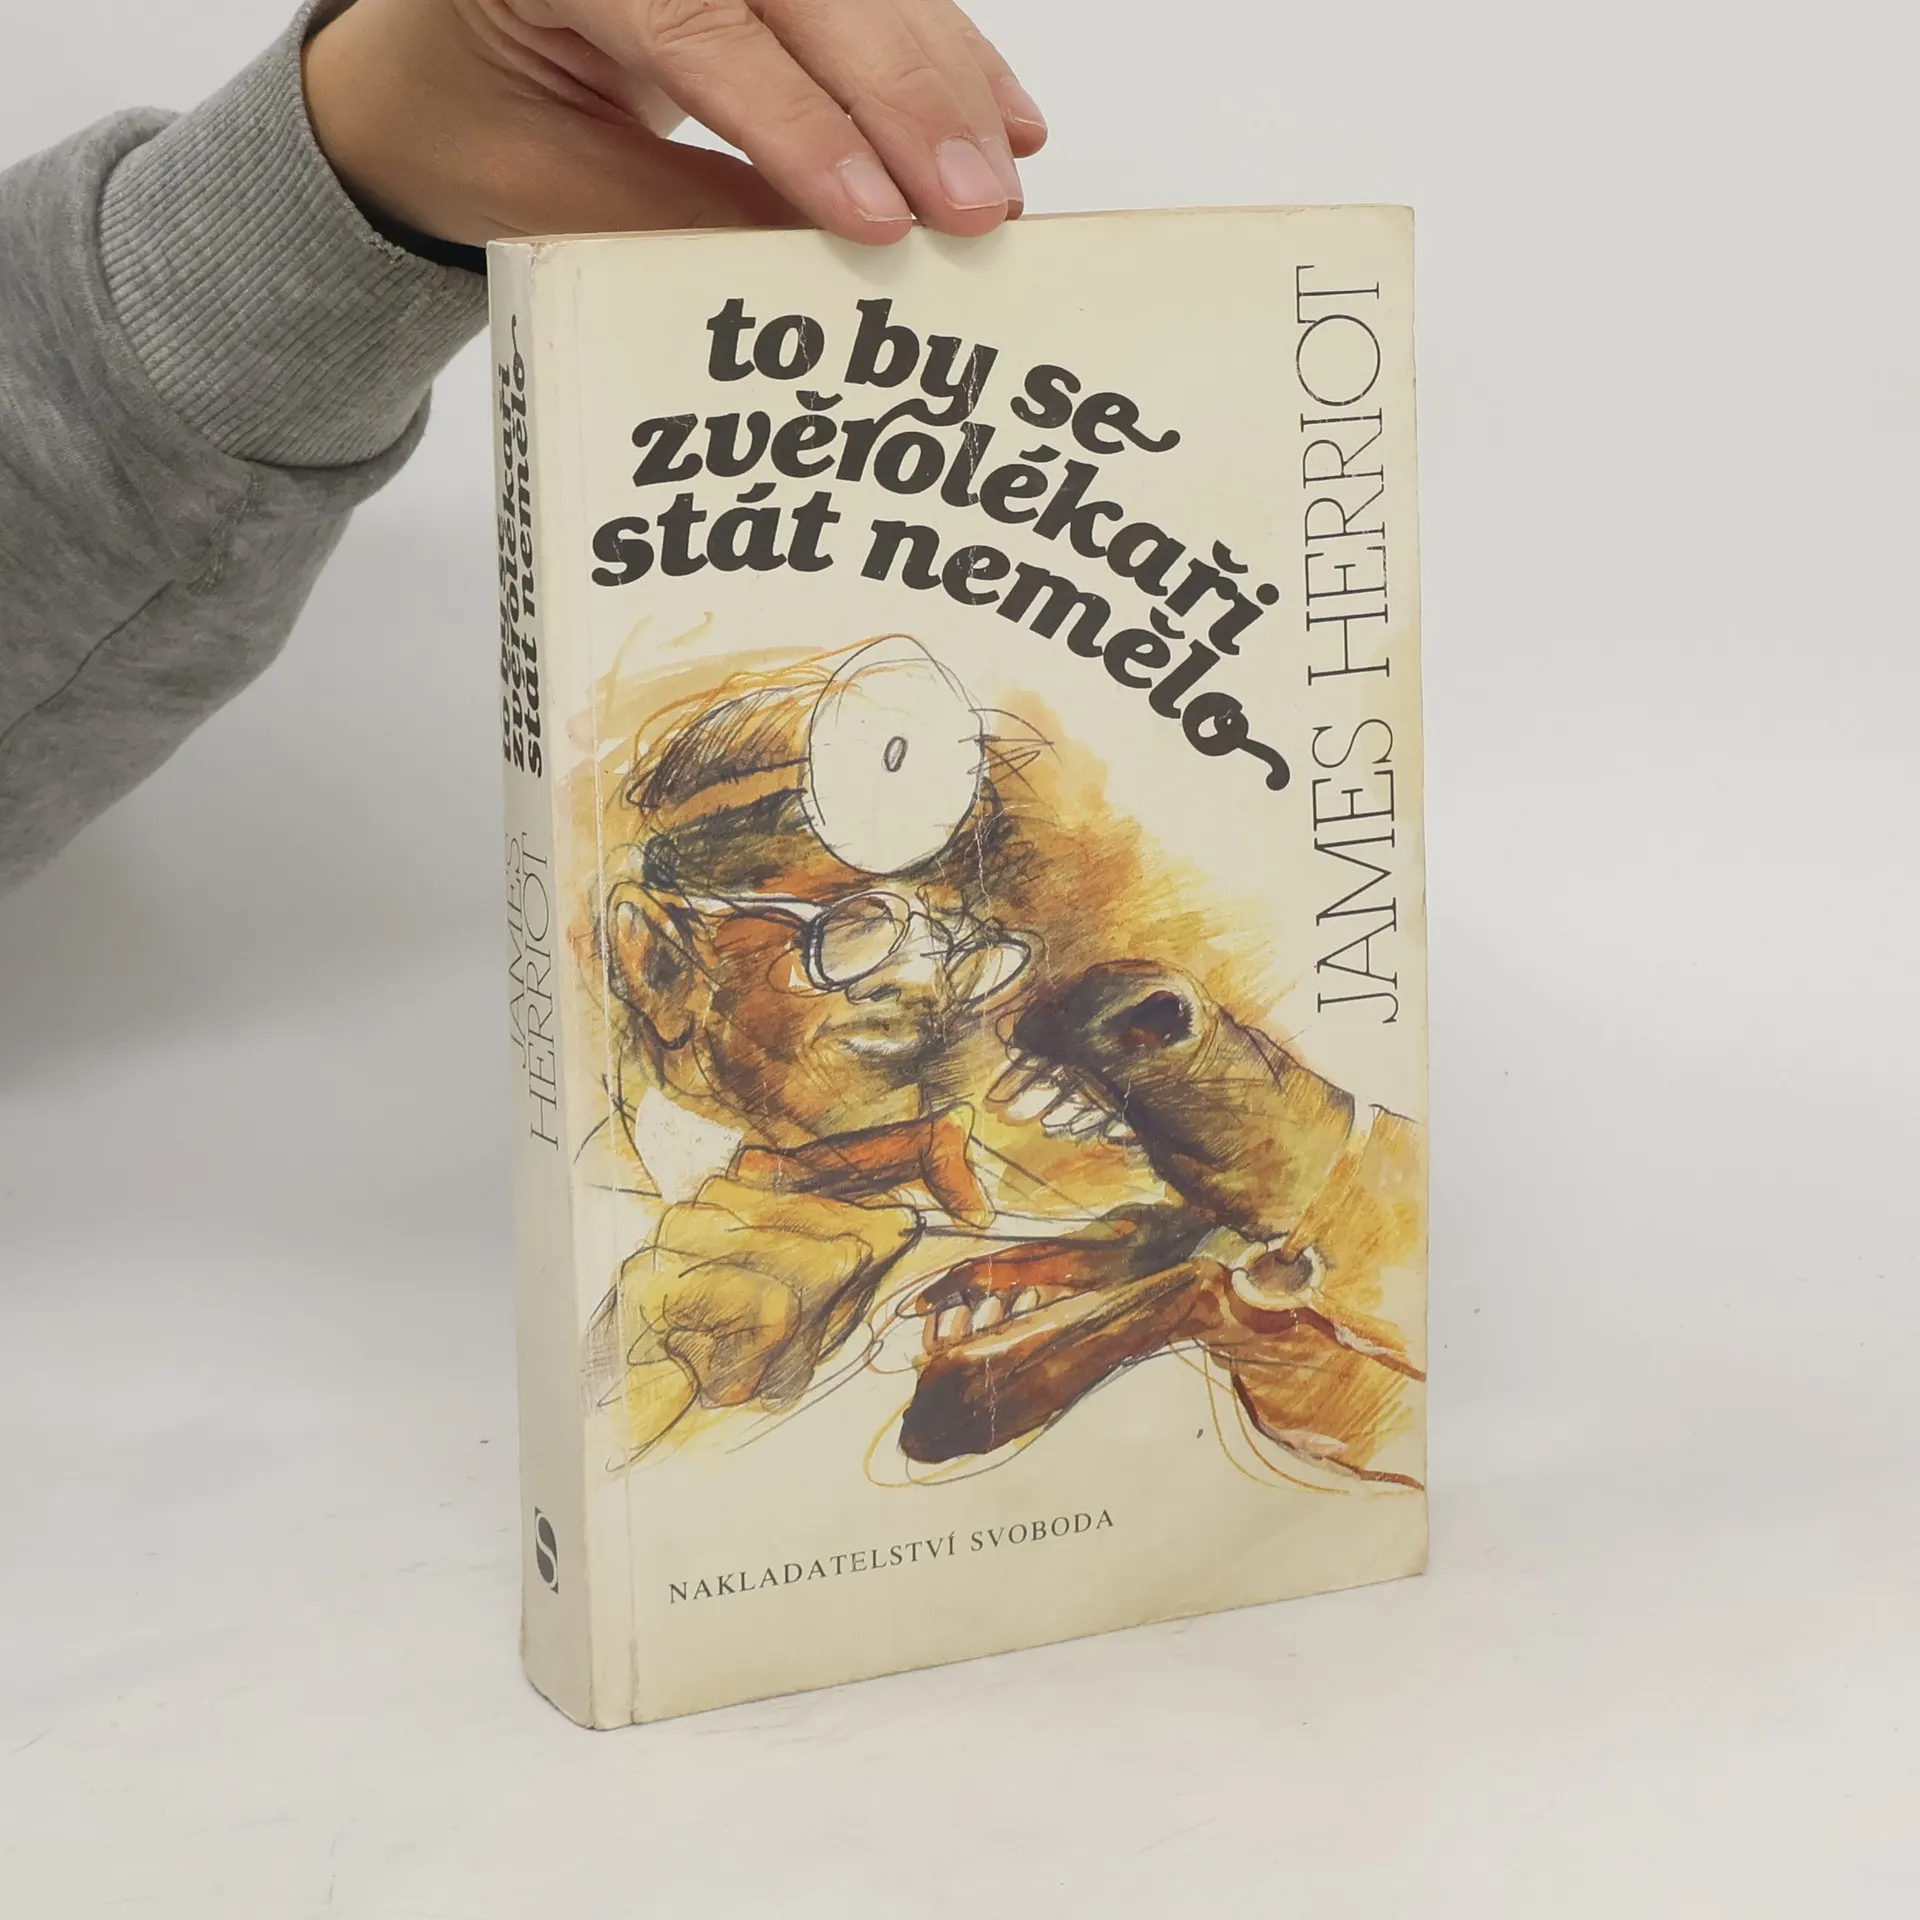 to by se
zvěrolékaři
stát nemělo
JAMES HERRIOT
NAKLADATELSTVÍ SVOBODA
to by se
zvěrolékaři
stát nemělo
JAMES
HERRIOT
S